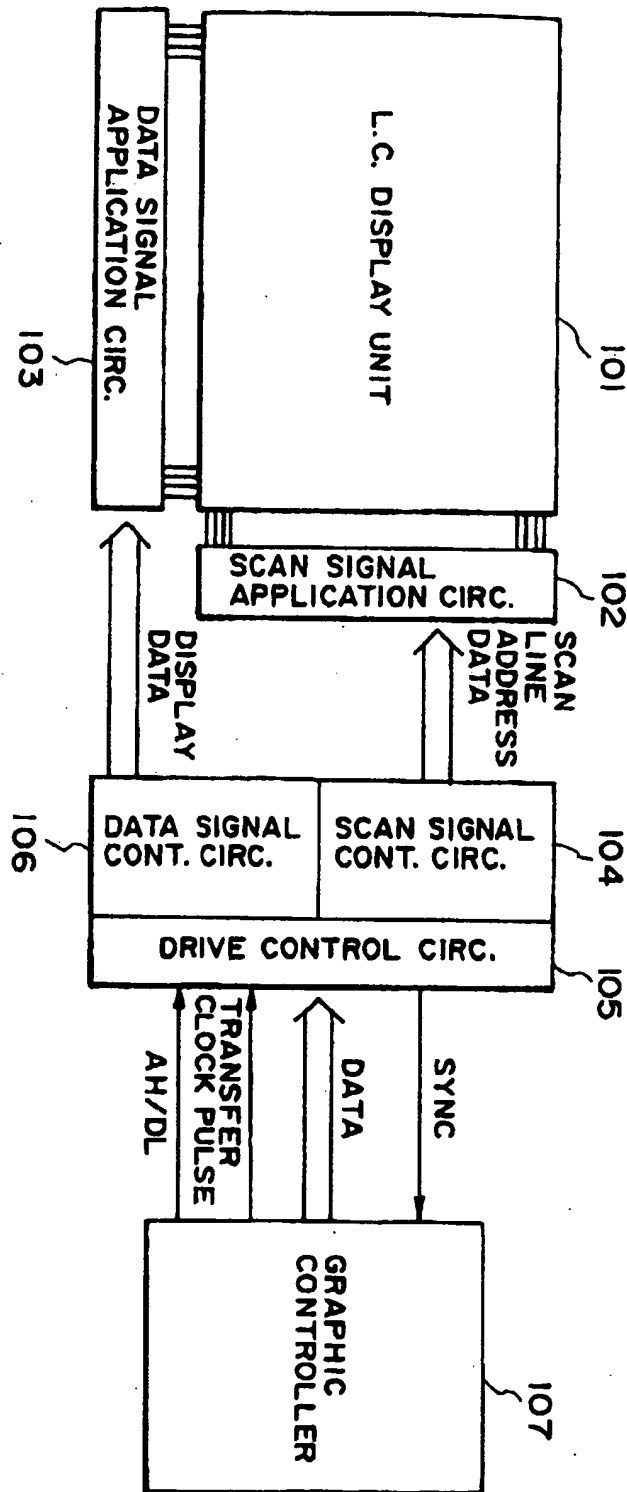 L.C. DISPLAY UNIT
101
SCAN SIGNAL
APPLICATION CIRC.
102
DATA SIGNAL
APPLICATION CIRC.
103
SCAN
LINE
ADDRESS
DATA
DISPLAY
DATA
SCAN SIGNAL
CONT. CIRC.
104
DATA SIGNAL
CONT. CIRC.
106
DRIVE CONTROL CIRC.
105
SYNC
DATA
TRANSFER
CLOCK PULSE
AH/DL
GRAPHIC
CONTROLLER
107